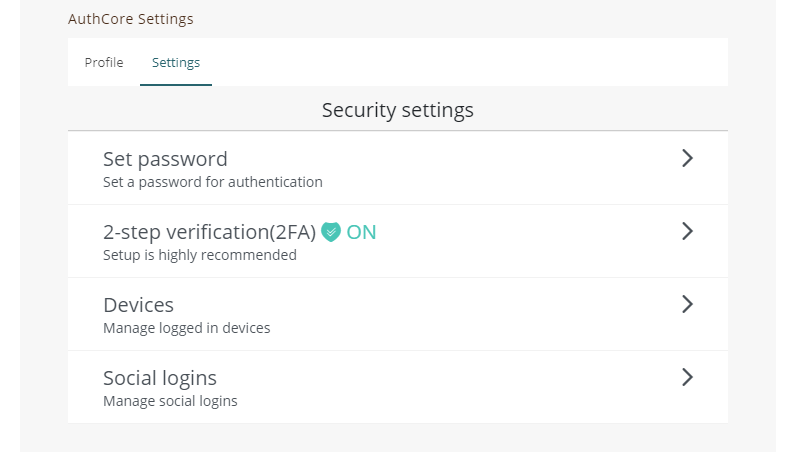 AuthCore Settings
Profile Settings
Security settings
Set password
Set a password for authentication
2-step verification(2FA) ON
Setup is highly recommended
Devices
Manage logged in devices
Social logins
Manage social logins